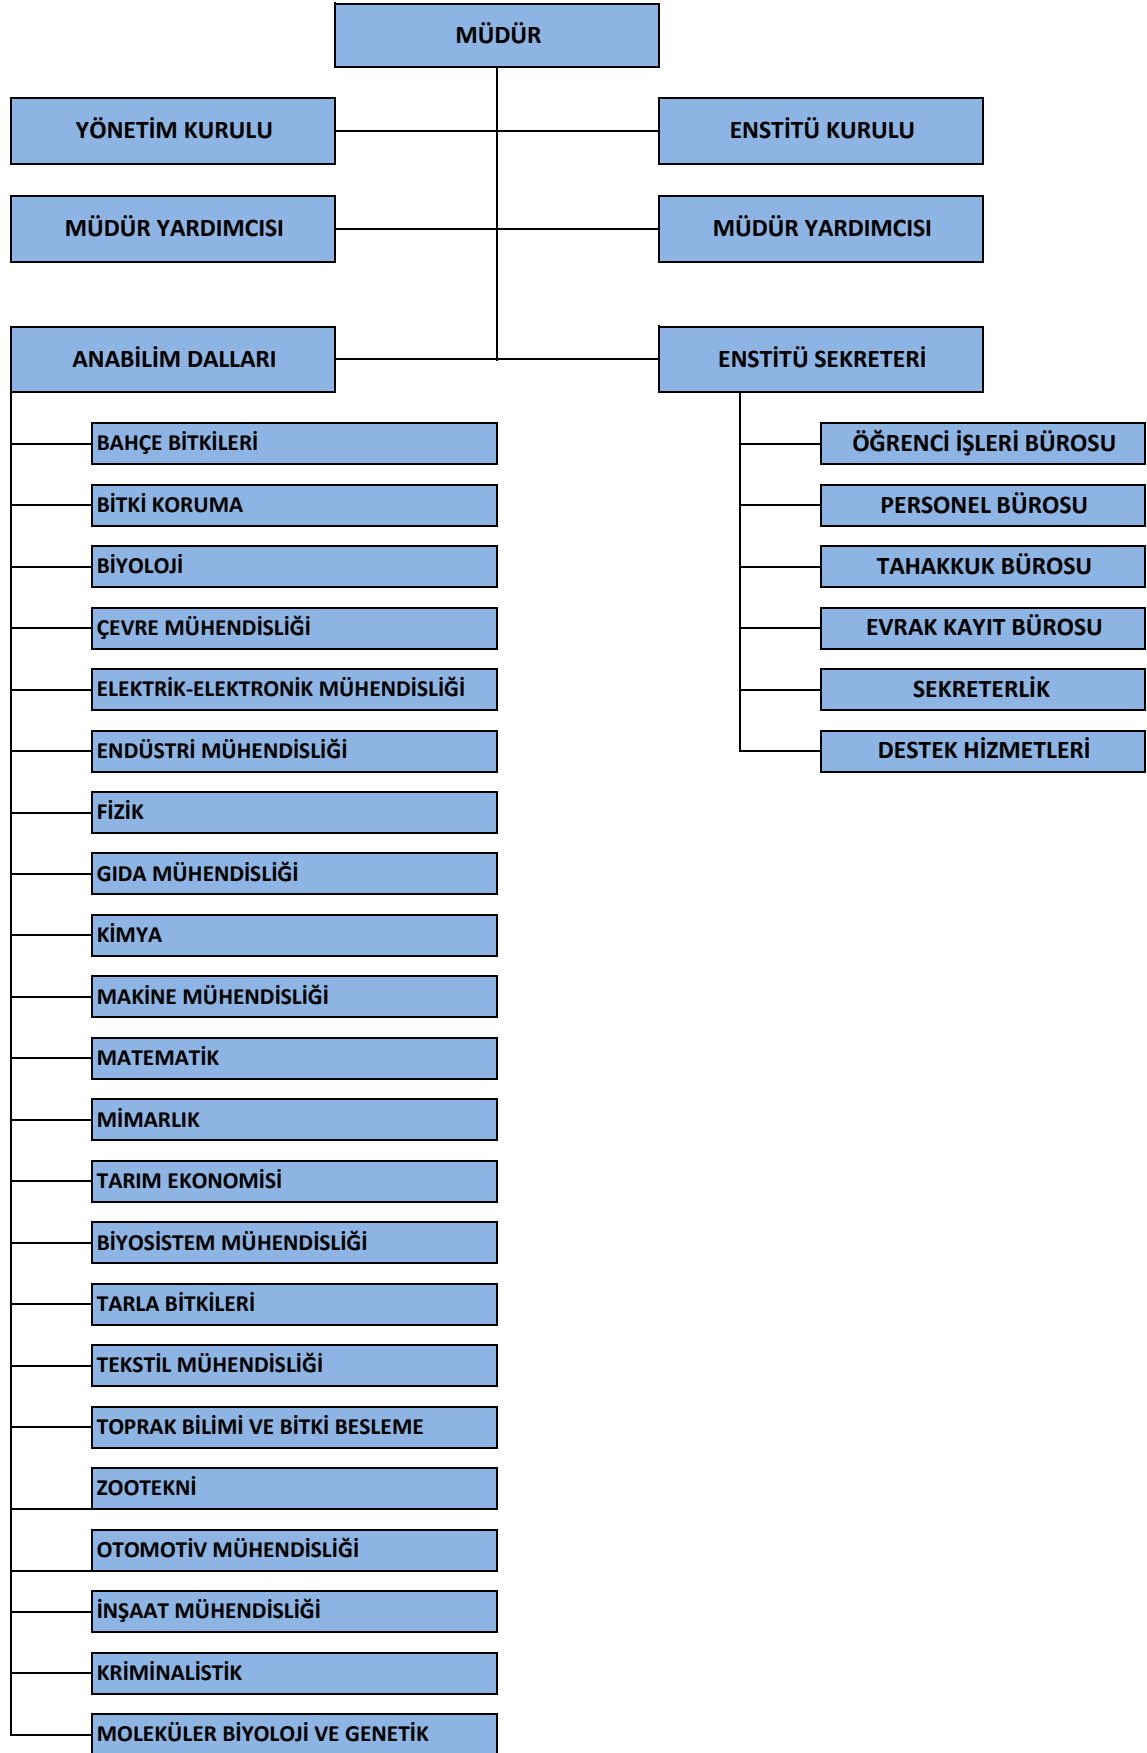 MÜDÜR
YÖNETİM KURULU
ENSTİTÜ KURULU
MÜDÜR YARDIMCISI
MÜDÜR YARDIMCISI
ANABİLİM DALLARI
ENSTİTÜ SEKRETERİ
BAHÇE BİTKİLERİ
BİTKİ KORUMA
BİYOLOJİ
ÇEVRE MÜHENDİSLİĞİ
ELEKTRİK-ELEKTRONİK MÜHENDİSLİĞİ
ENDÜSTRİ MÜHENDİSLİĞİ
FİZİK
GIDA MÜHENDİSLİĞİ
KİMYA
MAKİNE MÜHENDİSLİĞİ
MATEMATİK
MİMARLIK
TARIM EKONOMİSİ
BİYOSİSTEM MÜHENDİSLİĞİ
TARLA BİTKİLERİ
TEKSTİL MÜHENDİSLİĞİ
TOPRAK BİLİMİ VE BİTKİ BESLEME
ZOOTEKNİ
OTOMOTİV MÜHENDİSLİĞİ
İNŞAAT MÜHENDİSLİĞİ
KRİMİNALİSTİK
MOLEKÜLER BİYOLOJİ VE GENETİK
ÖĞRENCİ İŞLERİ BÜROSU
PERSONEL BÜROSU
TAHAKKUK BÜROSU
EVRAK KAYIT BÜROSU
SEKRETERLİK
DESTEK HİZMETLERİ